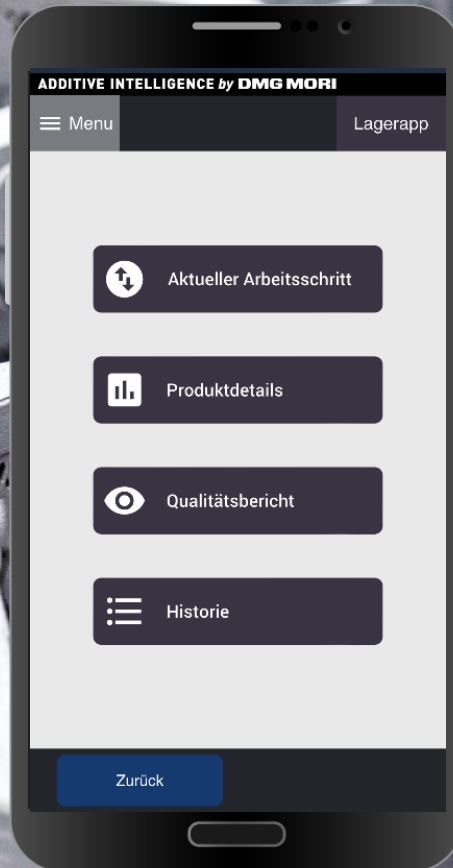 ADDITIVE INTELLIGENCE by DMG MORI
Menu
Lagerapp
Aktueller Arbeitsschritt
Produktdetails
Qualitätsbericht
Historie
Zurück